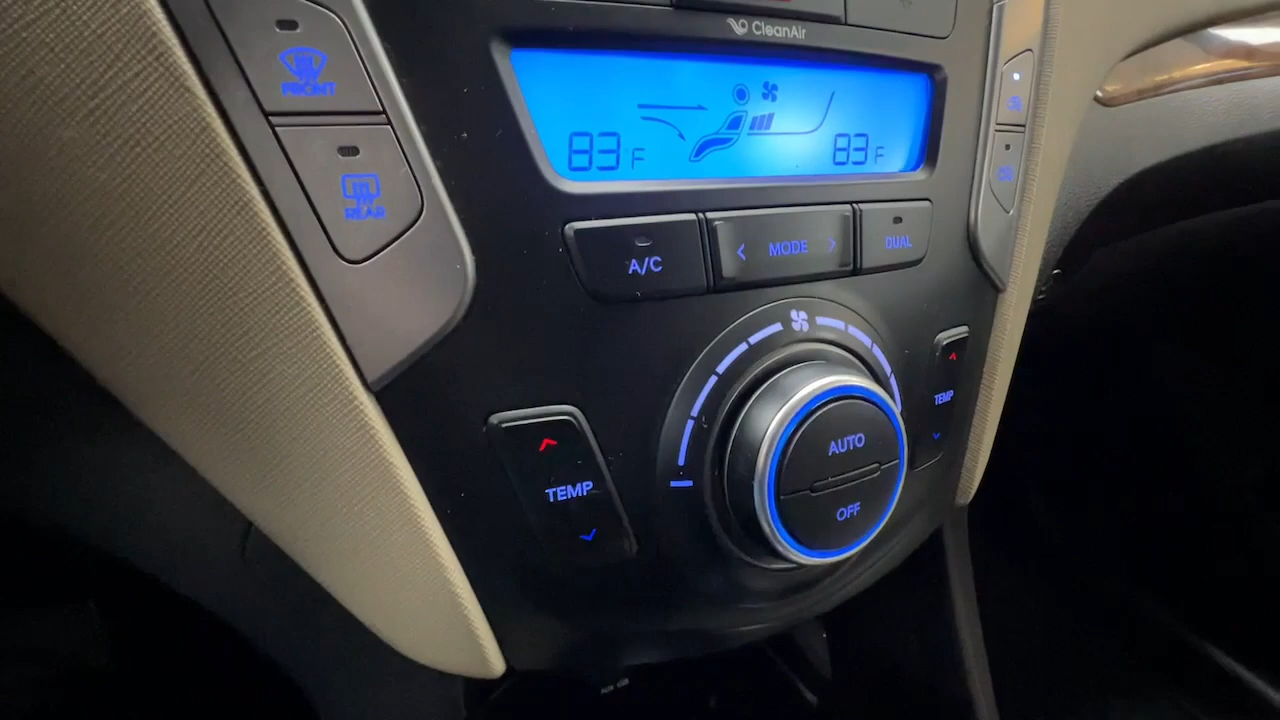 CleanAir
FRONT
REAR
83 F
83 F
A/C
< MODE >
DUAL
TEMP
AUTO
OFF
TEMP